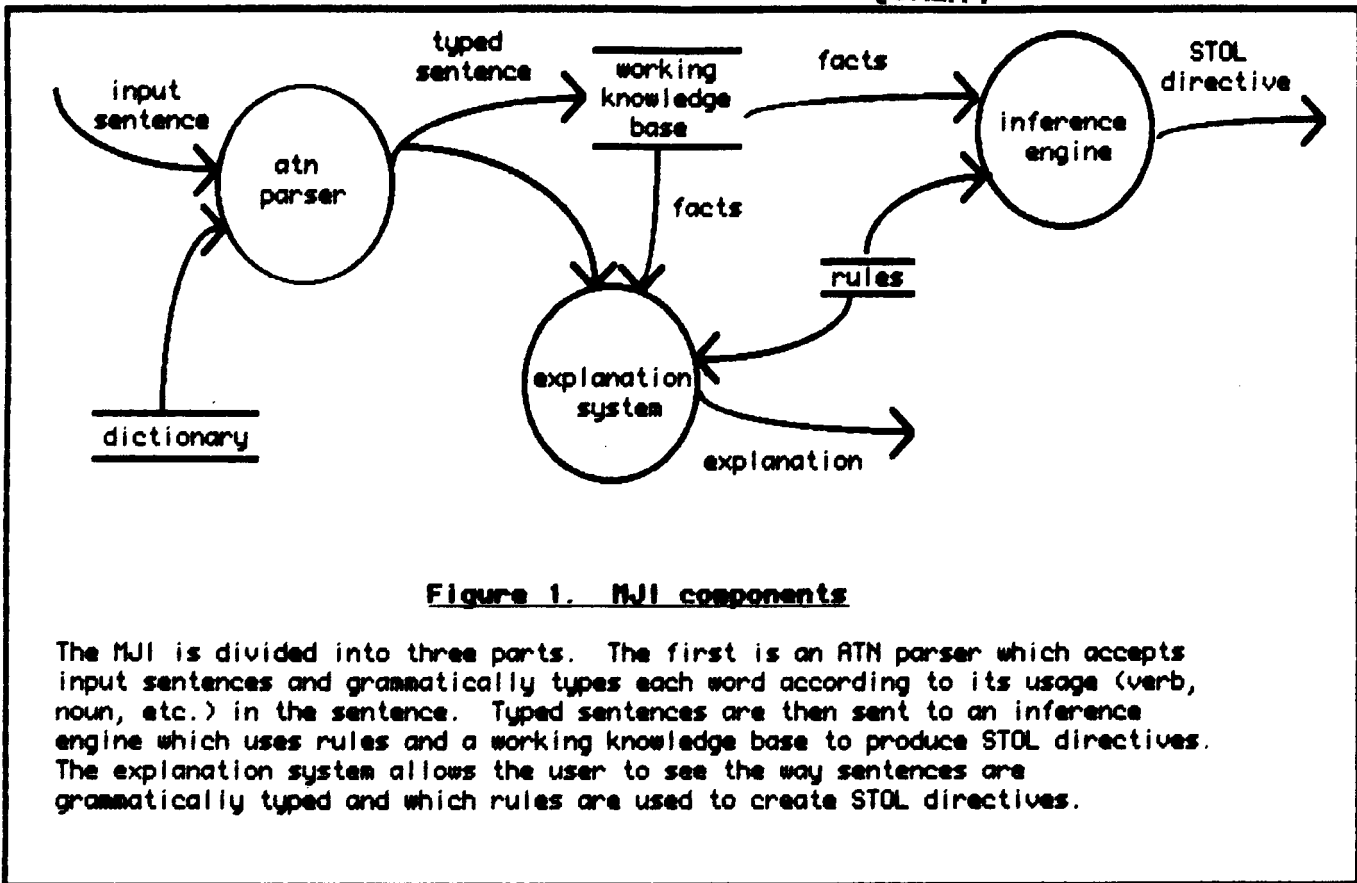 typed
sentence
working
knowledge
base
facts
STOL
directive
input
sentence
atn
parser
inference
engine
facts
rules
explanation
system
dictionary
explanation
Figure 1. MJI components
The MJI is divided into three parts. The first is an ATN parser which accepts
input sentences and grammatically types each word according to its usage (verb,
noun, etc.) in the sentence. Typed sentences are then sent to an inference
engine which uses rules and a working knowledge base to produce STOL directives.
The explanation system allows the user to see the way sentences are
grammatically typed and which rules are used to create STOL directives.